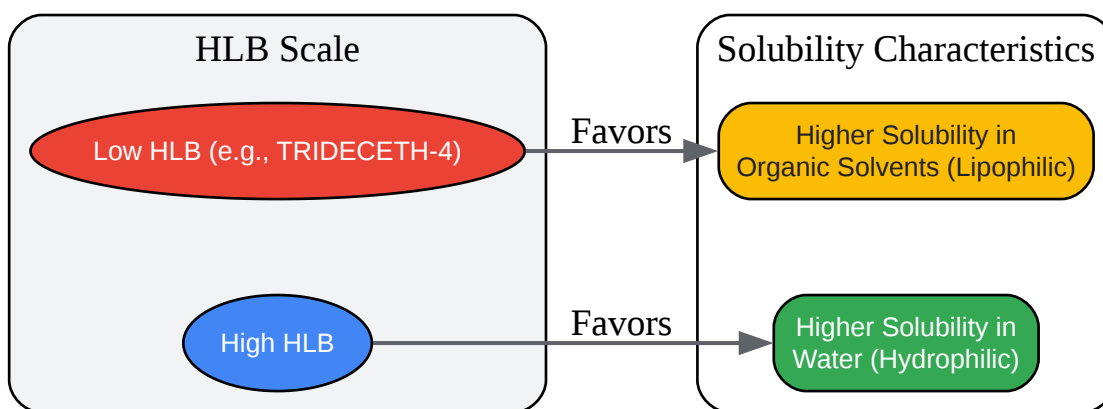 HLB Scale
Solubility Characteristics
Low HLB (e.g., TRIDECETH-4)
Favors
Higher Solubility in
Organic Solvents (Lipophilic)
High HLB
Favors
Higher Solubility in
Water (Hydrophilic)